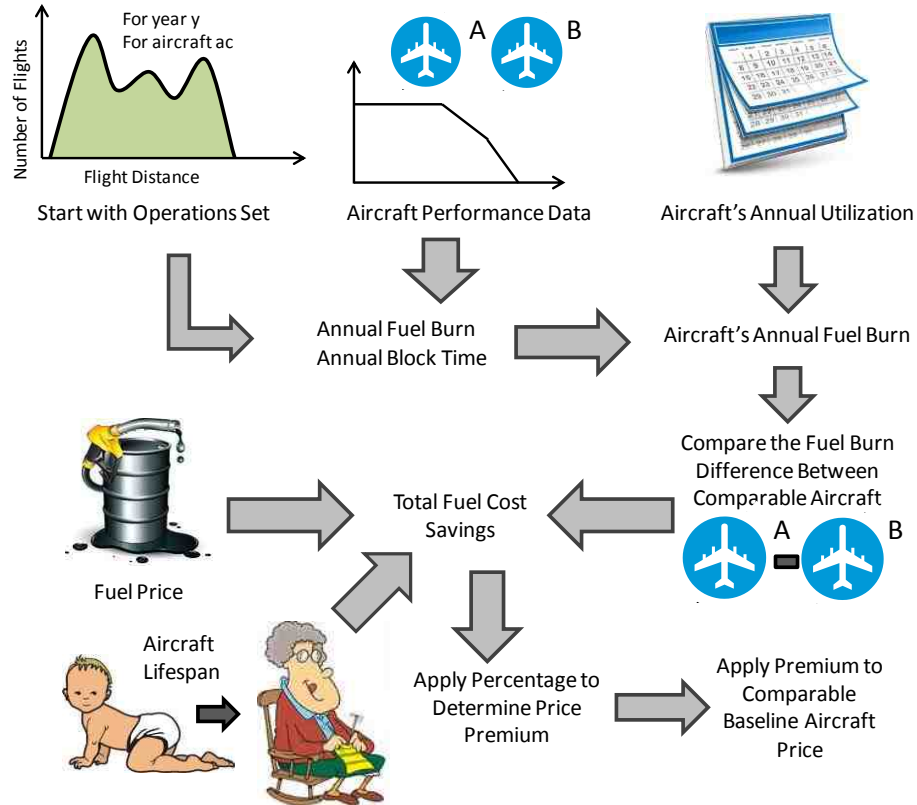 For year y
For aircraft ac
Number of Flights
Flight Distance
Start with Operations Set
A
B
Aircraft Performance Data
Aircraft's Annual Utilization
Annual Fuel Burn
Annual Block Time
Aircraft's Annual Fuel Burn
Compare the Fuel Burn
Difference Between
Comparable Aircraft
A
B
Total Fuel Cost
Savings
Fuel Price
Aircraft
Lifespan
Apply Percentage to
Determine Price
Premium
Apply Premium to
Comparable
Baseline Aircraft
Price